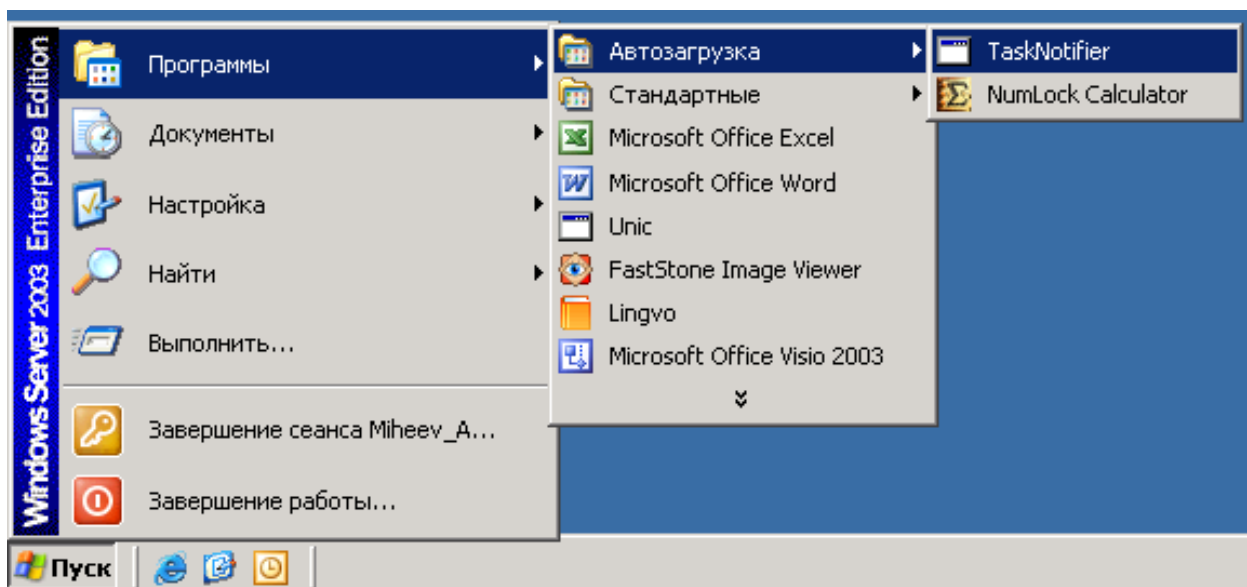 Windows Server 2003 Enterprise Edition
Программы
Документы
Настройка
Найти
Выполнить...
Завершение сеанса Miheev_A...
Завершение работы...
Автозагрузка
Стандартные
Microsoft Office Excel
Microsoft Office Word
Unic
FastStone Image Viewer
Lingvo
Microsoft Office Visio 2003
TaskNotifier
NumLock Calculator
Пуск